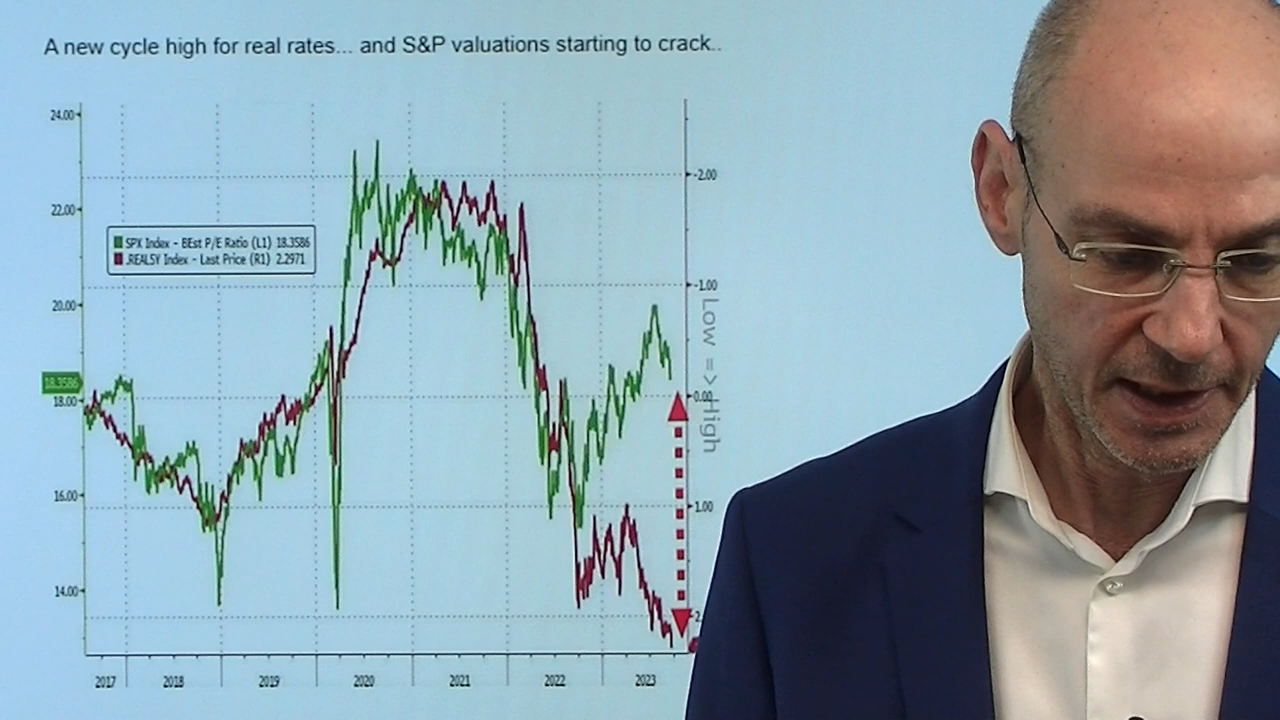 A new cycle high for real rates... and S&P valuations starting to crack..
24.00
22.00
20.00
18.3586
18.00
16.00
14.00
SPX Index - BEst P/E Ratio (L1) 18.3586
.REAL5Y Index - Last Price (R1) 2.2971
-2.00
-1.00
0.00
1.00
2
Low => High
2017 2018 2019 2020 2021 2022 2023